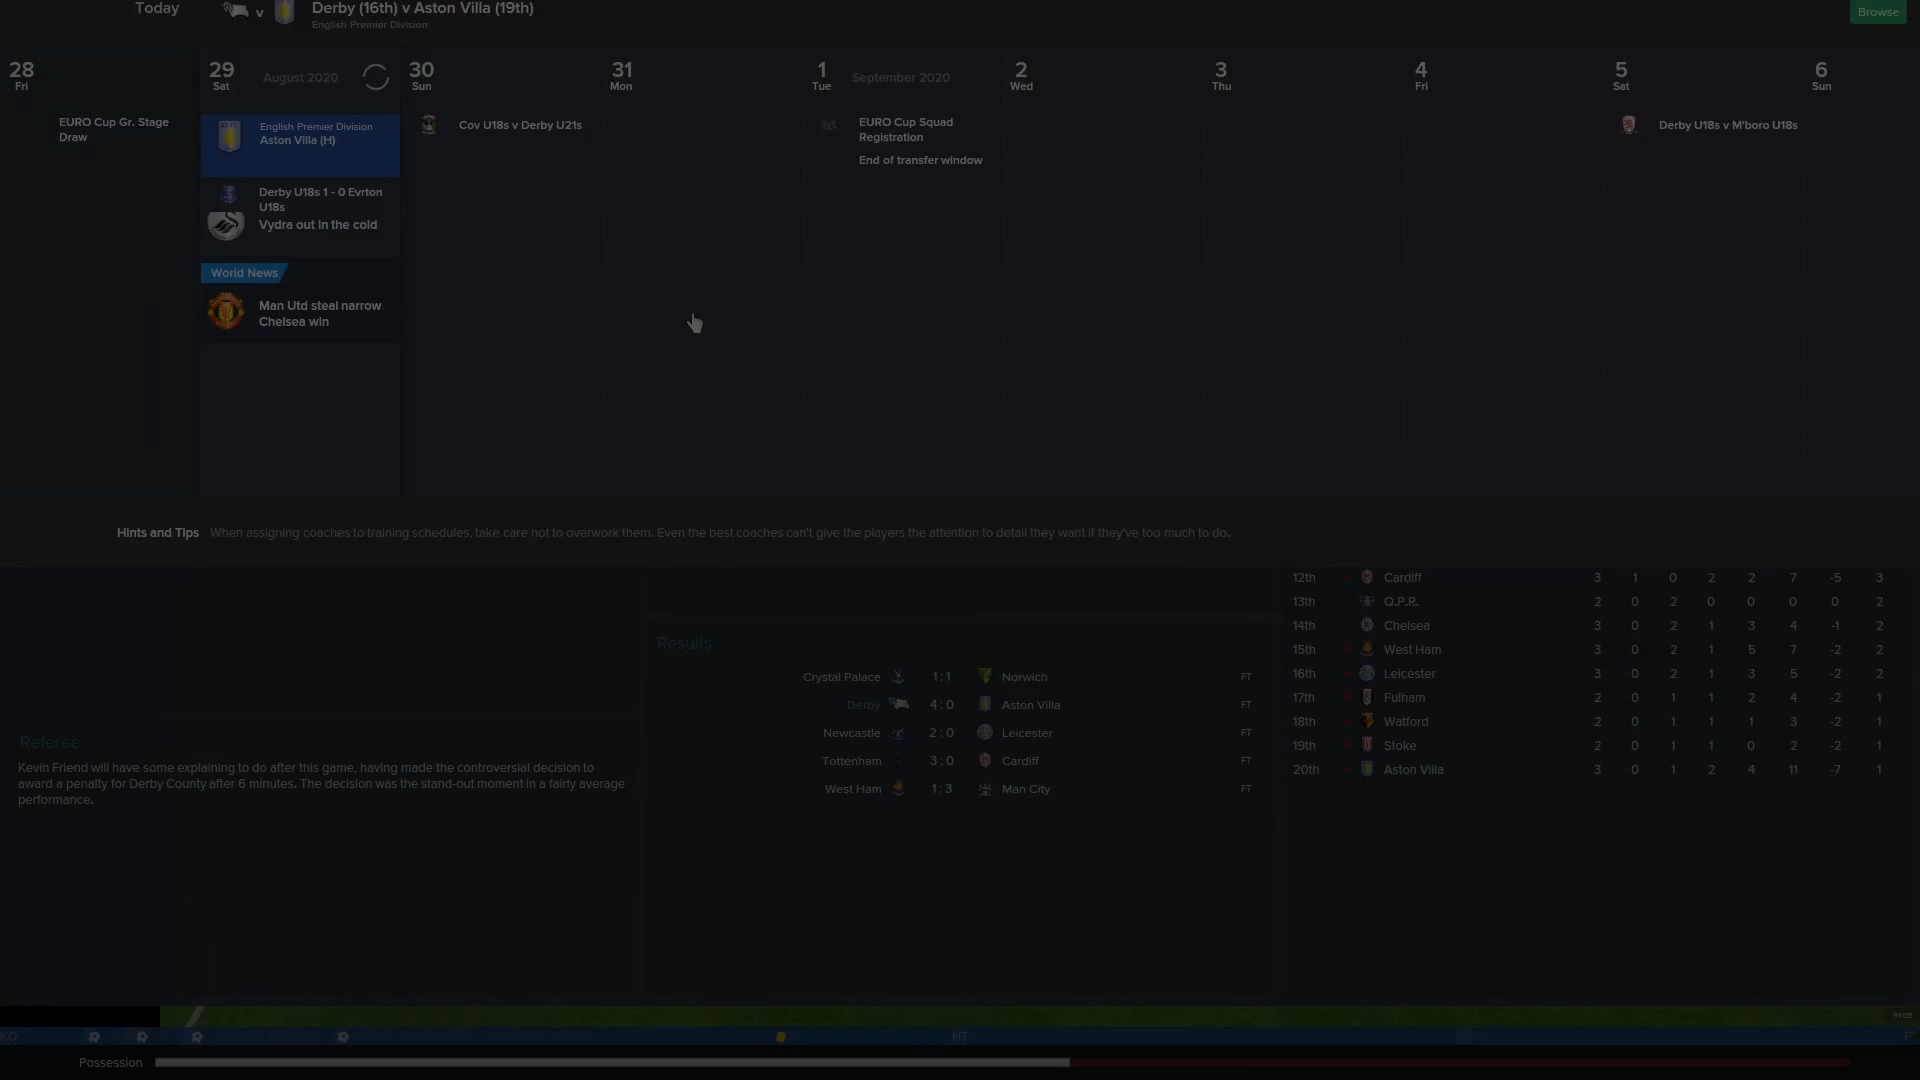 Today
v
Derby (16th) v Aston Villa (19th)
English Premier Division
Browse
28
Fri
29
Sat
August 2020
30
Sun
31
Mon
1
Tue
September 2020
2
Wed
3
Thu
4
Fri
5
Sat
6
Sun
EURO Cup Gr. Stage
Draw
English Premier Division
Aston Villa (H)
Cov U18s v Derby U21s
EURO Cup Squad
Registration
End of transfer window
Derby U18s v M'boro U18s
Derby U18s 1 - 0 Evrton
U18s
Vydra out in the cold
World News
Man Utd steal narrow
Chelsea win
Hints and Tips When assigning coaches to training schedules, take care not to overwork them. Even the best coaches can't give the players the attention to detail they want if they've too much to do.
12th Cardiff 3 1 0 2 2 7 -5 3
13th Q.P.R. 2 0 2 0 0 0 0 2
14th Chelsea 3 0 2 1 3 4 -1 2
15th West Ham 3 0 2 1 5 7 -2 2
16th Leicester 3 0 2 1 3 5 -2 2
17th Fulham 2 0 1 1 2 4 -2 1
18th Watford 2 0 1 1 1 3 -2 1
19th Stoke 2 0 1 1 0 2 -2 1
20th Aston Villa 3 0 1 2 4 11 -7 1
Results
Crystal Palace 1 : 1 Norwich FT
Derby 4 : 0 Aston Villa FT
Newcastle 2 : 0 Leicester FT
Tottenham 3 : 0 Cardiff FT
West Ham 1 : 3 Man City FT
Referee
Kevin Friend will have some explaining to do after this game, having made the controversial decision to
award a penalty for Derby County after 6 minutes. The decision was the stand-out moment in a fairly average
performance.
KO
HT
Possession